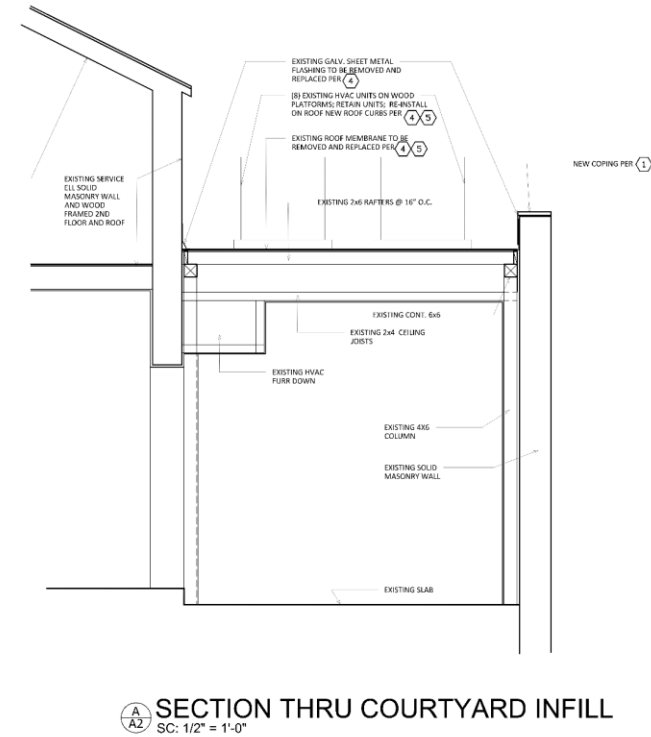 EXISTING GALV. SHEET METAL
FLASHING TO BE REMOVED AND
REPLACED PER 4
(8) EXISTING HVAC UNITS ON WOOD
PLATFORMS; RETAIN UNITS; RE-INSTALL
ON ROOF NEW ROOF CURBS PER 4 5
EXISTING ROOF MEMBRANE TO BE
REMOVED AND REPLACED PER 4 5
NEW COPING PER 1
EXISTING SERVICE
ELL SOLID
MASONRY WALL
AND WOOD
FRAMED 2ND
FLOOR AND ROOF
EXISTING 2x6 RAFTERS @ 16" O.C.
EXISTING CONT. 6x6
EXISTING 2x4 CEILING
JOISTS
EXISTING HVAC
FURR DOWN
EXISTING 4X6
COLUMN
EXISTING SOLID
MASONRY WALL
EXISTING SLAB
A
A2
SECTION THRU COURTYARD INFILL
SC: 1/2" = 1'-0"